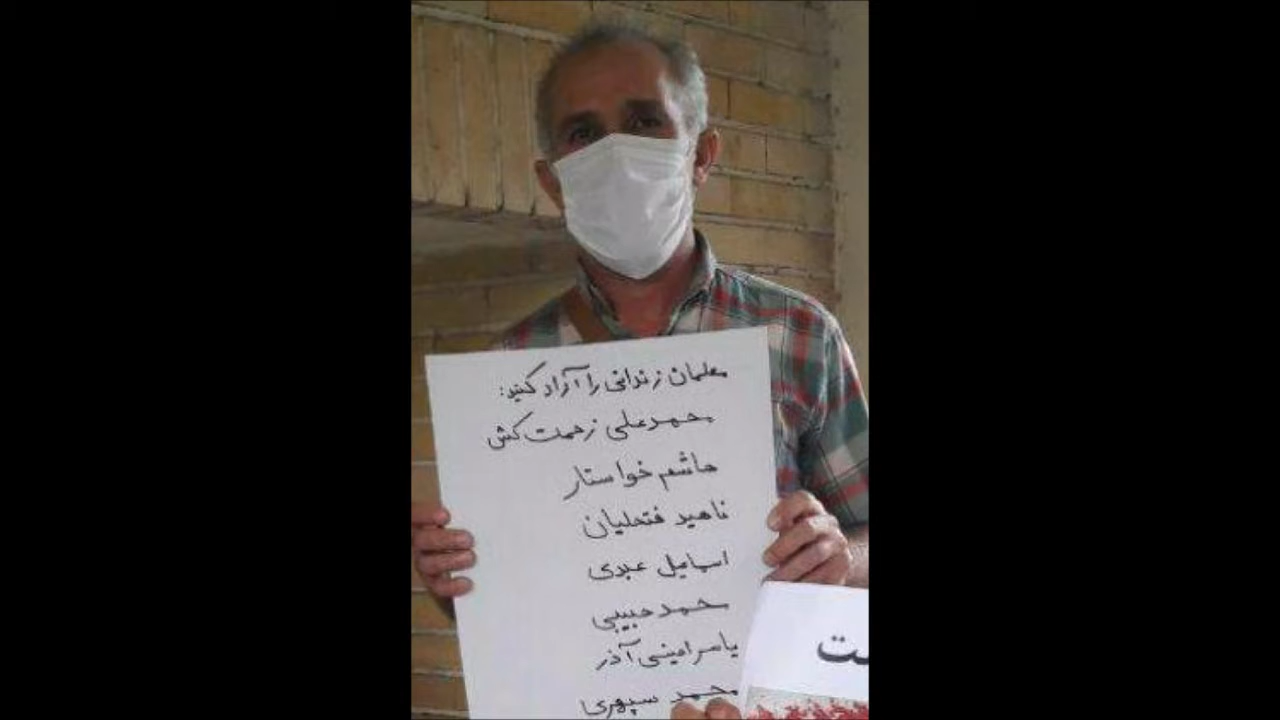 معلمان زندانی را آزاد کنید:
محمدعلی زحمت کش
هاشم خواستار
ناهید فتحلیان
اسماعیل عبدی
محمد حبیبی
یاسر امینی آذر
محمد سپهری